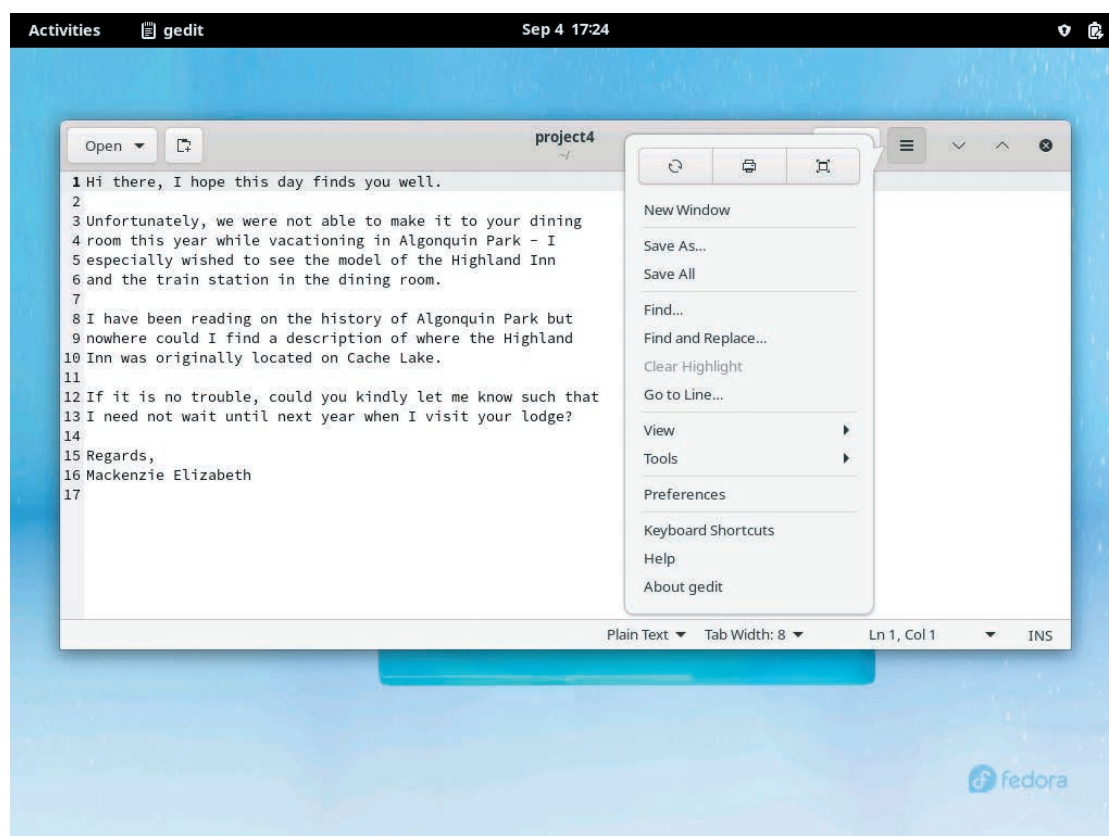 Activities gedit Sep 4 17:24
Open project4
~/
1 Hi there, I hope this day finds you well.
2
3 Unfortunately, we were not able to make it to your dining
4 room this year while vacationing in Algonquin Park - I
5 especially wished to see the model of the Highland Inn
6 and the train station in the dining room.
7
8 I have been reading on the history of Algonquin Park but
9 nowhere could I find a description of where the Highland
10 Inn was originally located on Cache Lake.
11
12 If it is no trouble, could you kindly let me know such that
13 I need not wait until next year when I visit your lodge?
14
15 Regards,
16 Mackenzie Elizabeth
17
New Window
Save As...
Save All
Find...
Find and Replace...
Clear Highlight
Go to Line...
View
Tools
Preferences
Keyboard Shortcuts
Help
About gedit
Plain Text Tab Width: 8 Ln 1, Col 1 INS
fedora